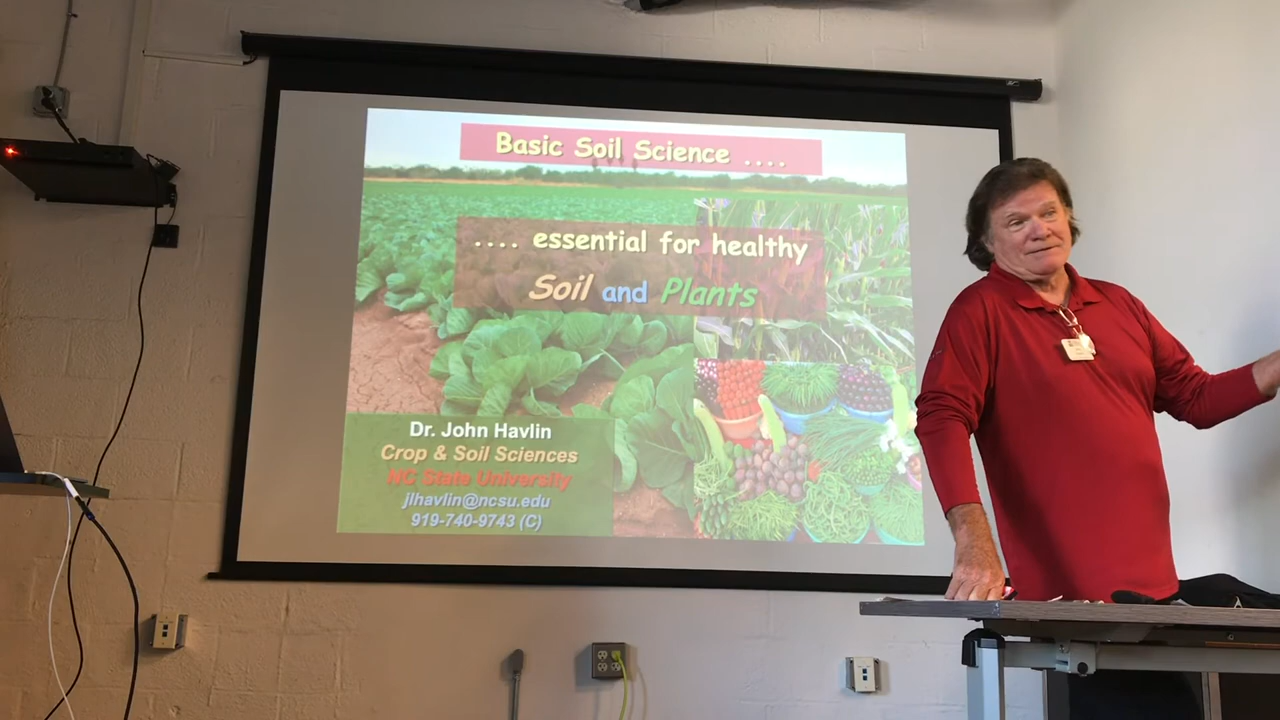 Basic Soil Science ....
.... essential for healthy
Soil and Plants
Dr. John Havlin
Crop & Soil Sciences
NC State University
jlhavlin@ncsu.edu
919-740-9743 (C)